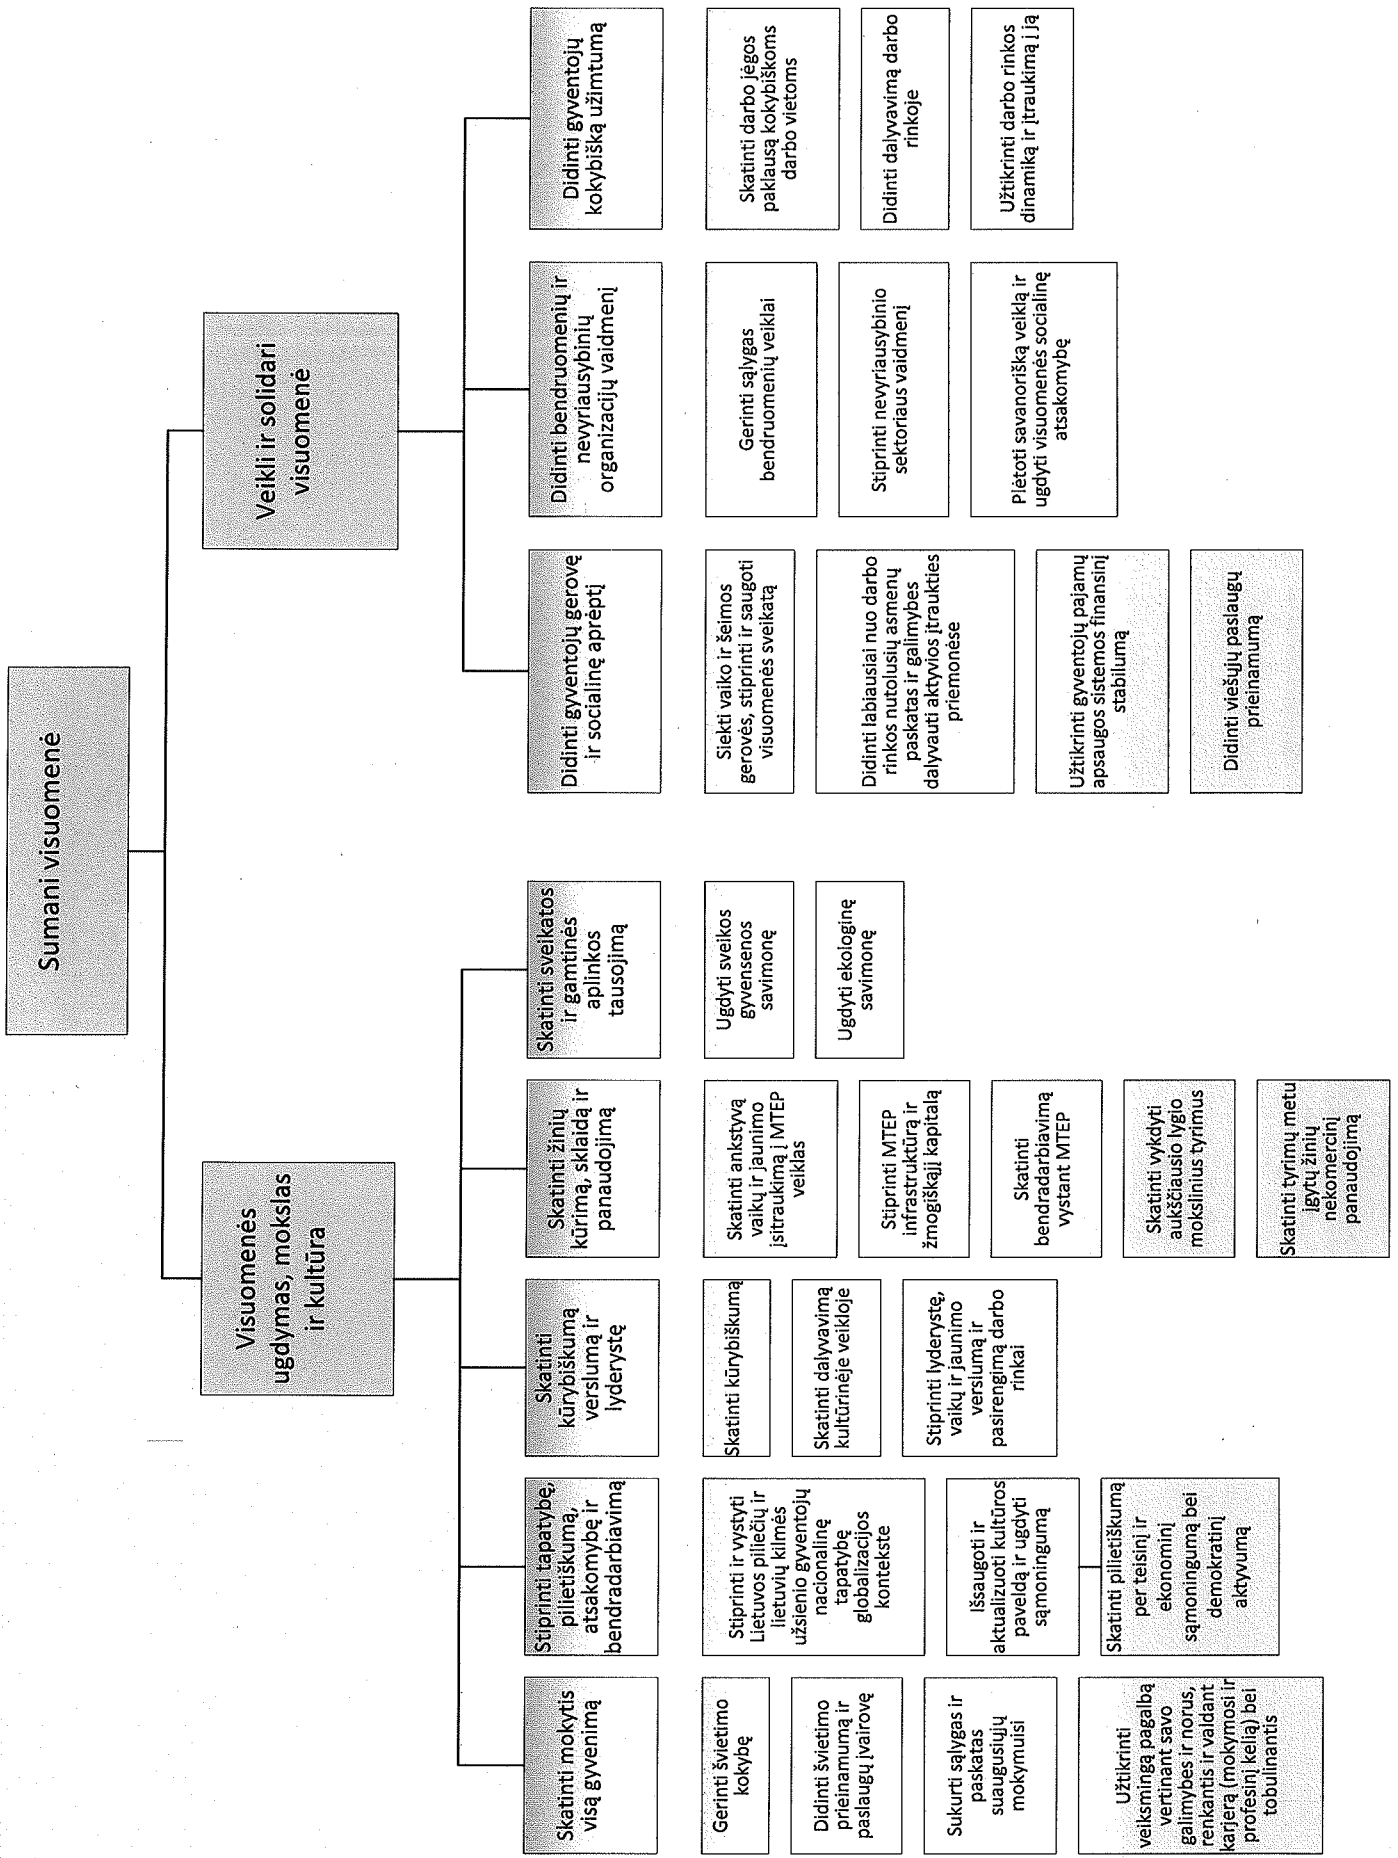 Sumani visuomenė
Visuomenės
ugdymas, mokslas
ir kultūra
Veikli ir solidari
visuomenė
Skatinti mokytis
visą gyvenimą
Gerinti švietimo
kokybę
Didinti švietimo
prieinamumą ir
paslaugų įvairovę
Sukurti sąlygas ir
paskatas
suaugusiųjų
mokymuisi
Užtikrinti
veiksmingą pagalbą
vertinant savo
galimybes ir norus,
renkantis ir valdant
karjerą (mokymosi ir
profesinį kelią) bei
tobulinantis
Stiprinti tapatybę,
pilietiškumą,
atsakomybę ir
bendradarbiavimą
Stiprinti ir vystyti
Lietuvos piliečių ir
lietuvių kilmės
užsienio gyventojų
nacionalinę
tapatybę
globalizacijos
kontekste
Išsaugoti ir
aktualizuoti kultūros
paveldą ir ugdyti
sąmoningumą
Skatinti pilietiškumą
per teisinį ir
ekonominį
sąmoningumą bei
demokratinį
aktyvumą
Skatinti
kūrybiškumą
verslumą ir
lyderystę
Skatinti kūrybiškumą
Skatinti dalyvavimą
kultūrinėje veikloje
Stiprinti lyderystę,
vaikų ir jaunimo
verslumą ir
pasirengimą darbo
rinkai
Skatinti žinių
kūrimą, sklaidą ir
panaudojimą
Skatinti ankstyvą
vaikų ir jaunimo
įsitraukimą į MTEP
veiklas
Stiprinti MTEP
infrastruktūrą ir
žmogiškąjį kapitalą
Skatinti
bendradarbiavimą
vystant MTEP
Skatinti vykdyti
aukščiausio lygio
mokslinius tyrimus
Skatinti tyrimų metu
įgytų žinių
nekomercinį
panaudojimą
Skatinti sveikatos
ir gamtinės
aplinkos
tausojimą
Ugdyti sveikos
gyvensenos
savimonę
Ugdyti ekologinę
savimonę
Didinti gyventojų gerovę
ir socialinę aprėptį
Siekti vaiko ir šeimos
gerovės, stiprinti ir saugoti
visuomenės sveikatą
Didinti labiausiai nuo darbo
rinkos nutolusių asmenų
paskatas ir galimybes
dalyvauti aktyvios įtraukties
priemonėse
Užtikrinti gyventojų pajamų
apsaugos sistemos finansinį
stabilumą
Didinti viešųjų paslaugų
prieinamumą
Didinti bendruomenių ir
nevyriausybinių
organizacijų vaidmenį
Gerinti sąlygas
bendruomenių veiklai
Stiprinti nevyriausybinio
sektoriaus vaidmenį
Plėtoti savanorišką veiklą ir
ugdyti visuomenės socialinę
atsakomybę
Didinti gyventojų
kokybišką užimtumą
Skatinti darbo jėgos
paklausą kokybiškoms
darbo vietoms
Didinti dalyvavimą darbo
rinkoje
Užtikrinti darbo rinkos
dinamiką ir įtraukimą į ją